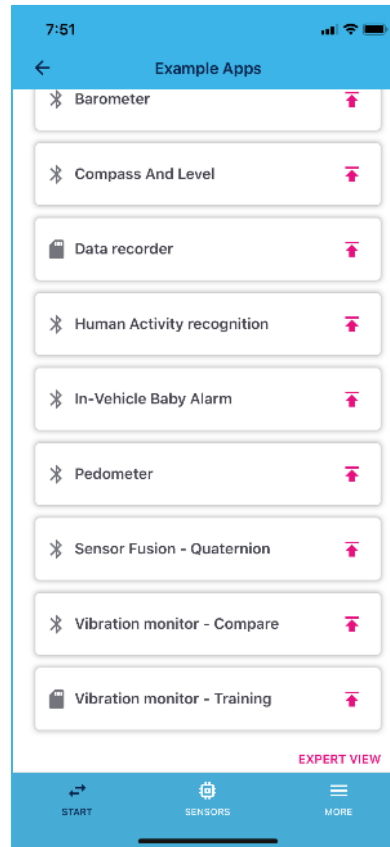 7:51
Example Apps
Barometer
Compass And Level
Data recorder
Human Activity recognition
In-Vehicle Baby Alarm
Pedometer
Sensor Fusion - Quaternion
Vibration monitor - Compare
Vibration monitor - Training
EXPERT VIEW
START SENSORS MORE